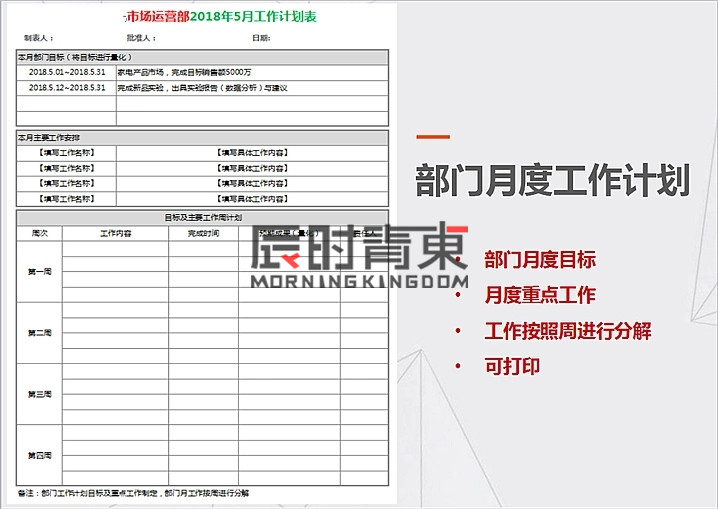 市场运营部2018年5月工作计划表
制表人： 批准人： 日期:
本月部门目标（将目标进行量化）
2018.5.01~2018.5.31 家电产品市场，完成目标销售额5000万
2018.5.12~2018.5.31 完成新品实验，出具实验报告（数据分析）与建议
本月主要工作安排
【填写工作名称】 【填写具体工作内容】
【填写工作名称】 【填写具体工作内容】
【填写工作名称】 【填写具体工作内容】
【填写工作名称】 【填写具体工作内容】
目标及主要工作周计划
周次 工作内容 完成时间 预期成果（量化） 责任人
第一周
第二周
第三周
第四周
备注：部门工作计划目标及重点工作制定，部门月工作按周进行分解
部门月度工作计划
• 部门月度目标
• 月度重点工作
• 工作按照周进行分解
• 可打印
辰时青東
MORNINGKINGDOM